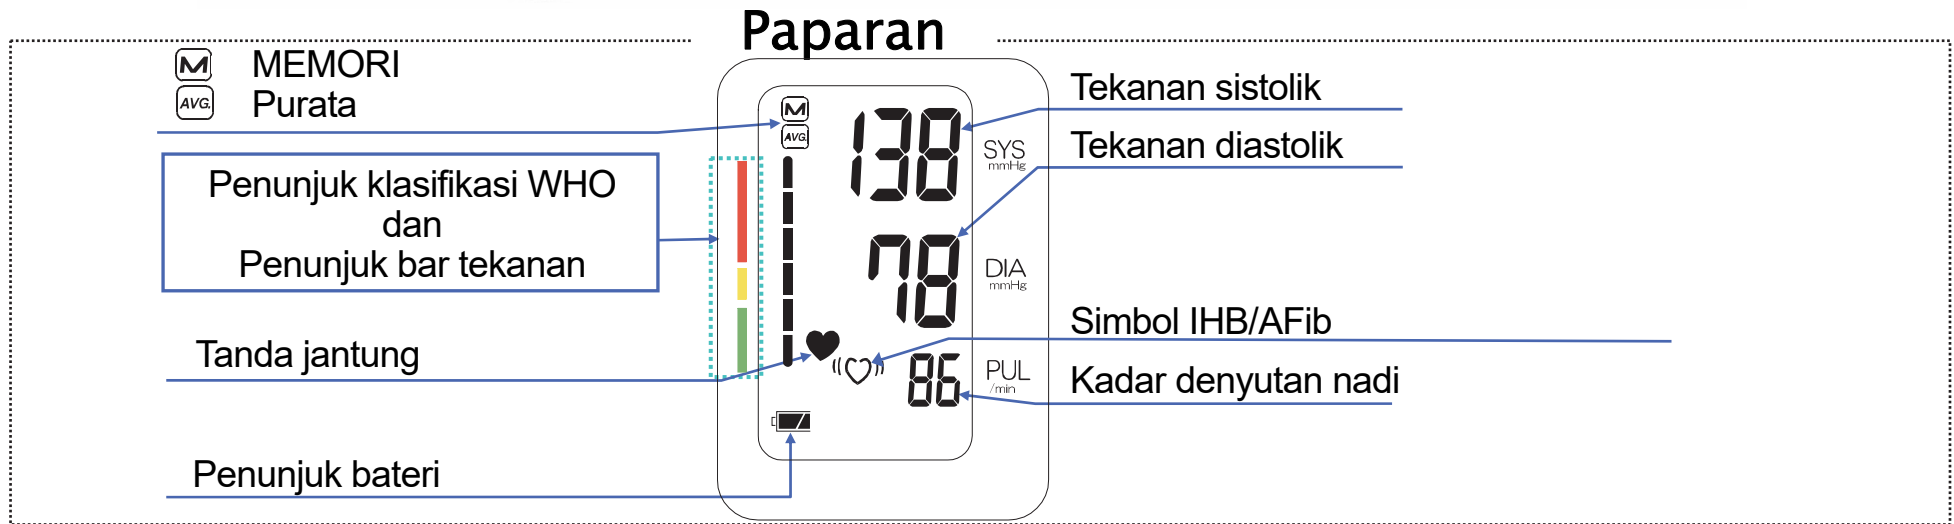 Paparan
M MEMORI
AVG. Purata
Penunjuk klasifikasi WHO
dan
Penunjuk bar tekanan
Tanda jantung
Penunjuk bateri
M
AVG.
138
SYS
mmHg
78
DIA
mmHg
86
PUL
/min
Tekanan sistolik
Tekanan diastolik
Simbol IHB/AFib
Kadar denyutan nadi